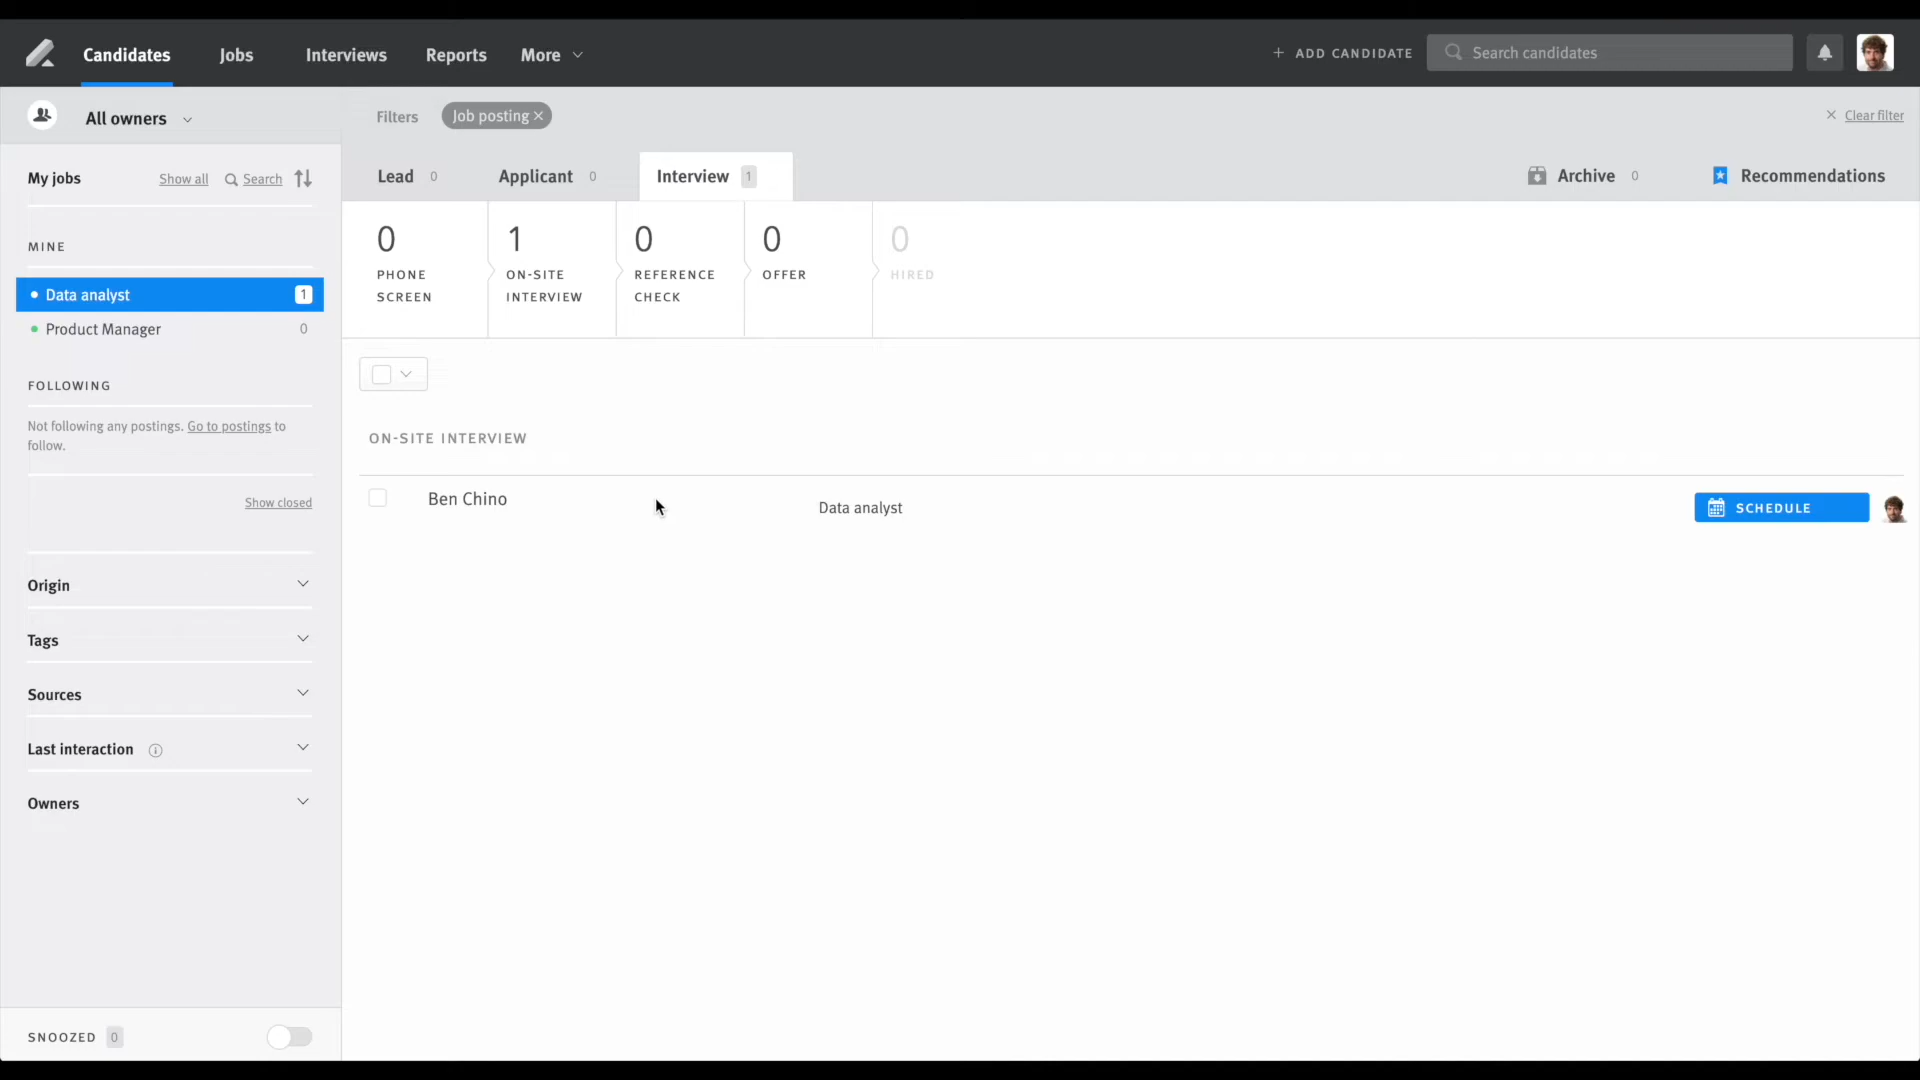 Candidates
Jobs
Interviews
Reports
More
+ ADD CANDIDATE
Search candidates
All owners
Filters
Job posting ×
× Clear filter
My jobs
Show all
Search
Lead 0
Applicant 0
Interview 1
Archive 0
Recommendations
0
PHONE
SCREEN
1
ON-SITE
INTERVIEW
0
REFERENCE
CHECK
0
OFFER
0
HIRED
MINE
Data analyst 1
Product Manager 0
FOLLOWING
Not following any postings. Go to postings to
follow.
Show closed
Origin
Tags
Sources
Last interaction
Owners
SNOOZED 0
ON-SITE INTERVIEW
Ben Chino
Data analyst
SCHEDULE